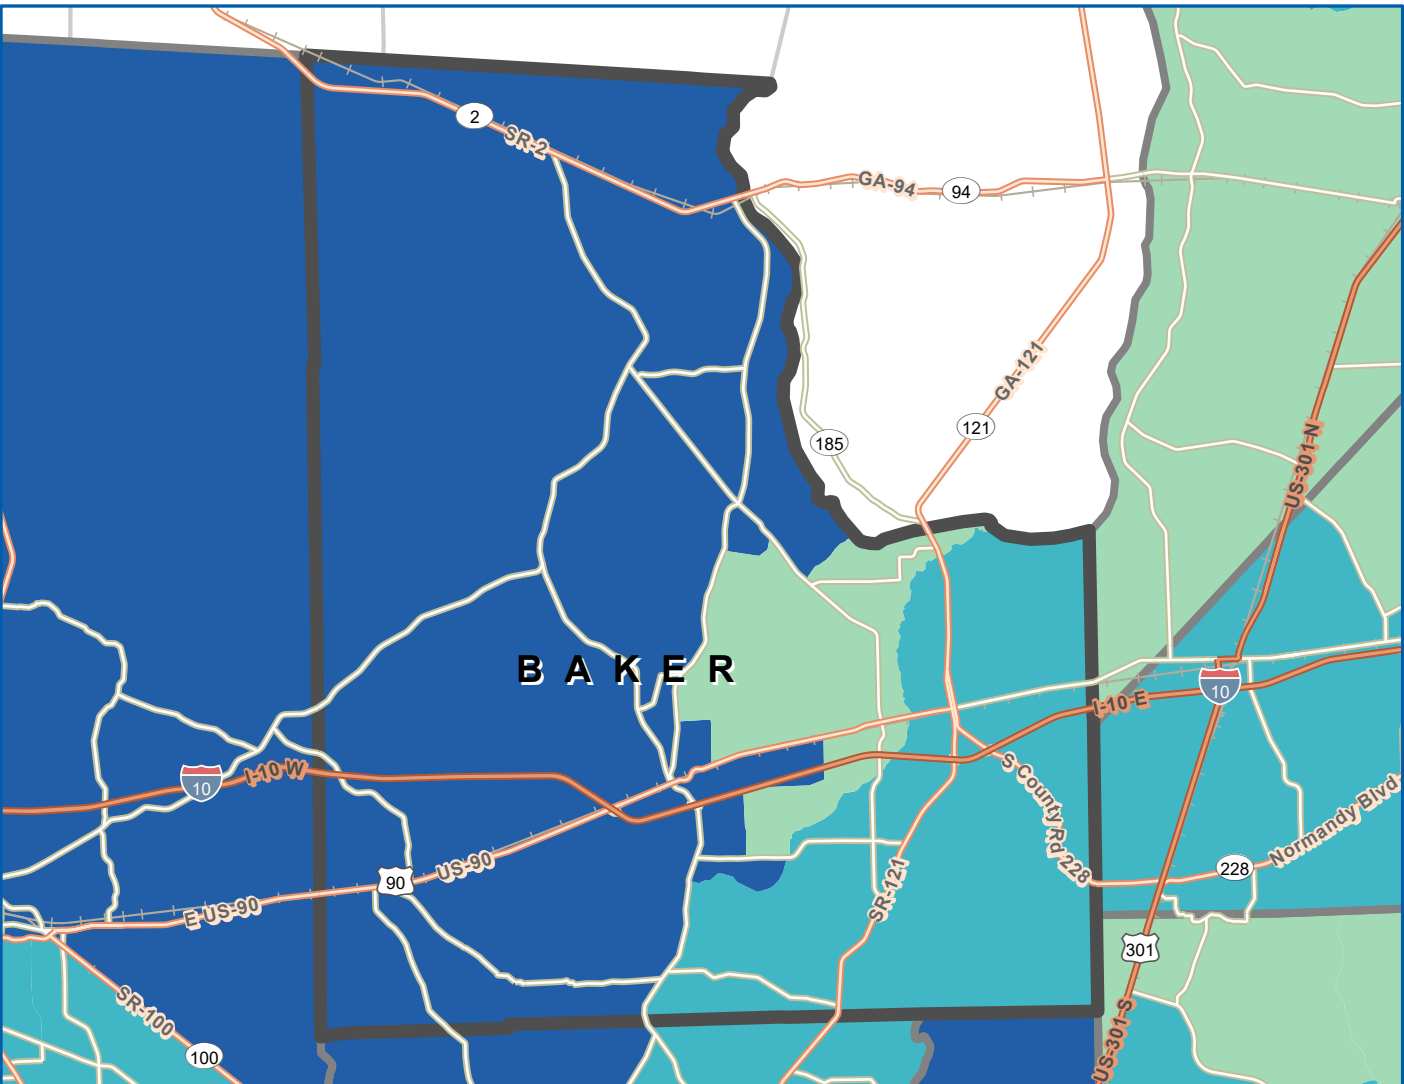 2
SR-2
GA-94
94
GA-121
121
185
US-301-N
BAKER
10
I-10-E
I-10-W
10
S County Rd 228
Normandy Blvd
228
US-90
90
E US-90
SR-121
301
US-301-S
SR-100
100